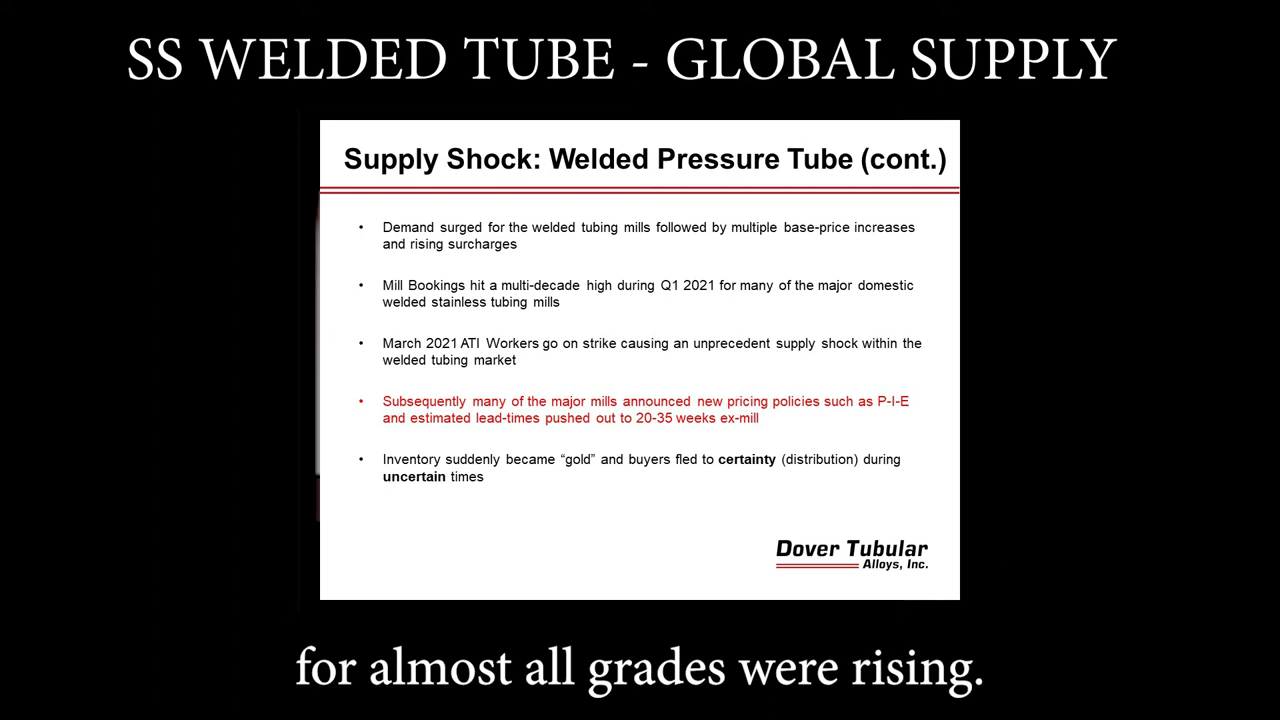 SS WELDED TUBE - GLOBAL SUPPLY
Supply Shock: Welded Pressure Tube (cont.)
• Demand surged for the welded tubing mills followed by multiple base-price increases
and rising surcharges
• Mill Bookings hit a multi-decade high during Q1 2021 for many of the major domestic
welded stainless tubing mills
• March 2021 ATI Workers go on strike causing an unprecedent supply shock within the
welded tubing market
• Subsequently many of the major mills announced new pricing policies such as P-I-E
and estimated lead-times pushed out to 20-35 weeks ex-mill
• Inventory suddenly became “gold” and buyers fled to certainty (distribution) during
uncertain times
Dover Tubular
Alloys, Inc.
for almost all grades were rising.